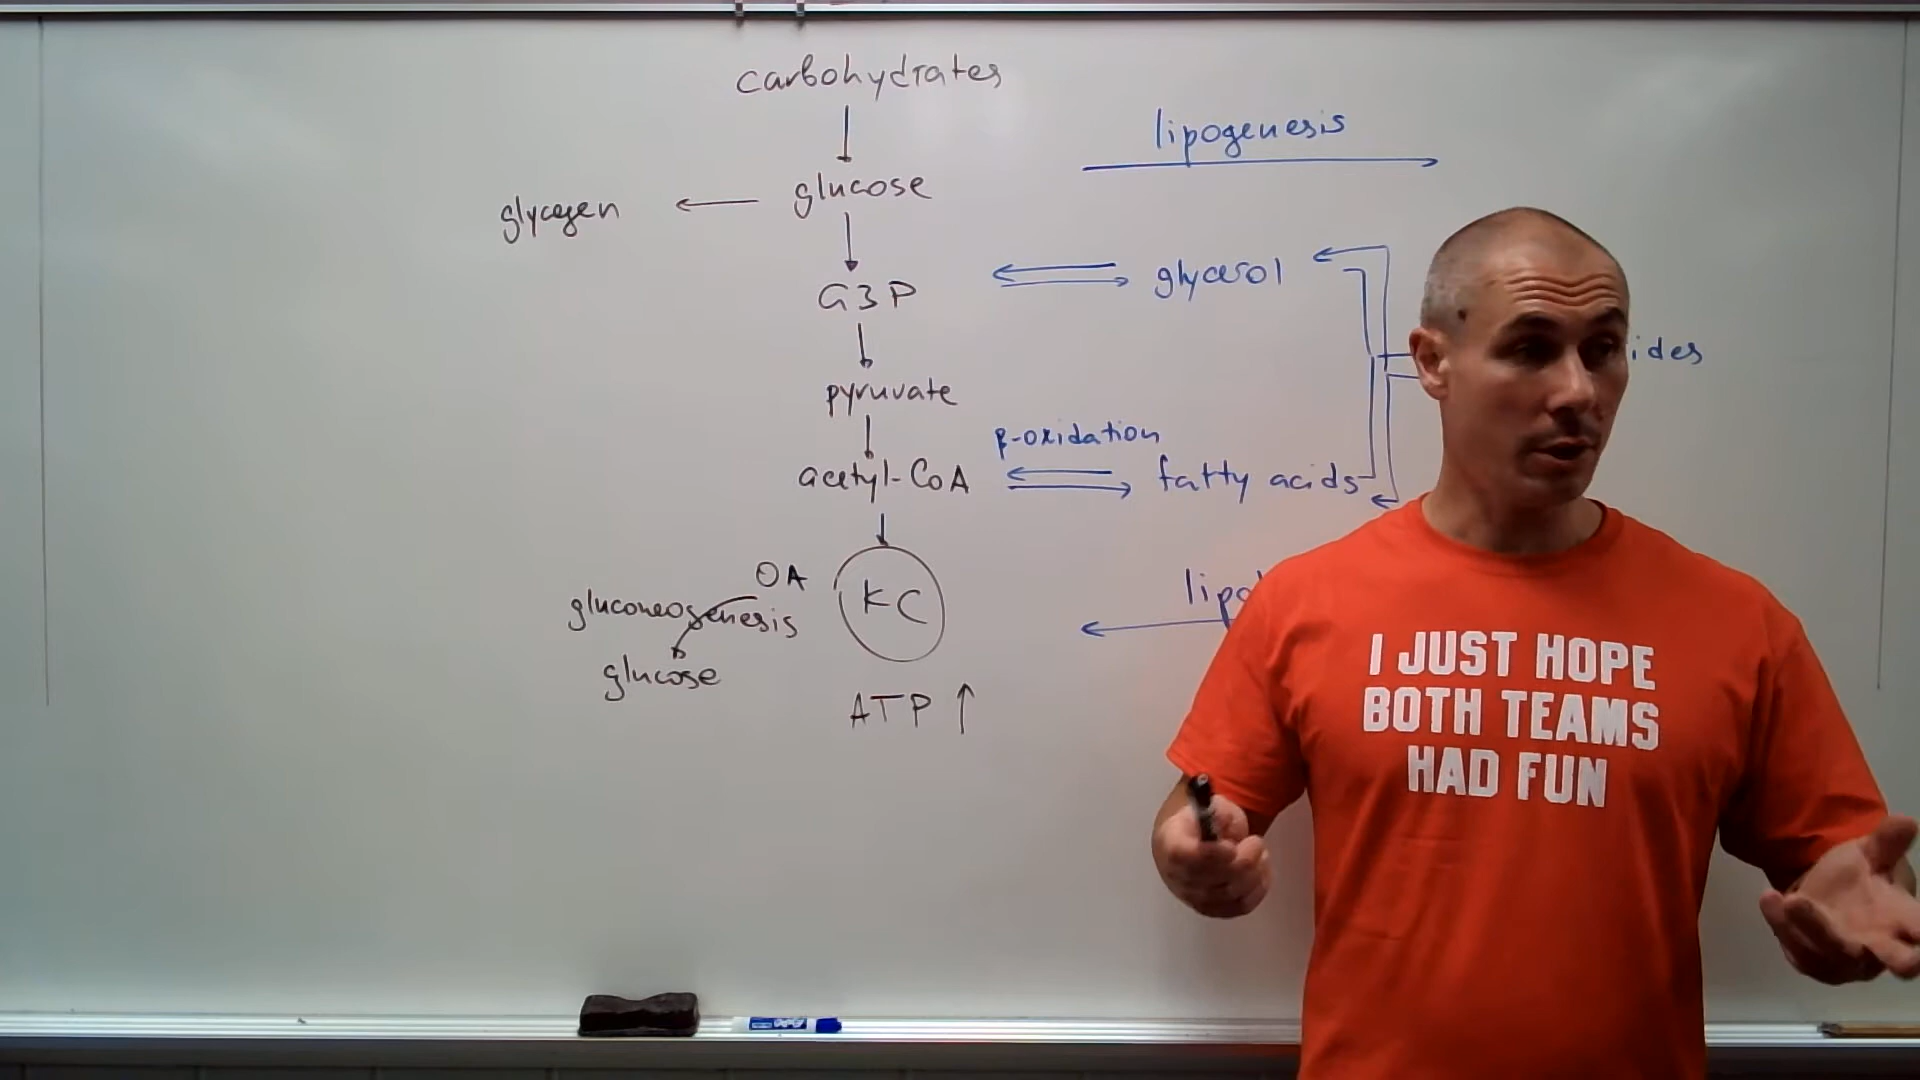 carbohydrates
lipogenesis
glycogen
glucose
G3P
glycerol
ides
pyruvate
β-oxidation
acetyl-CoA
fatty acids
OA
KC
gluconeogenesis
glucose
ATP ↑
lipo
I JUST HOPE
BOTH TEAMS
HAD FUN